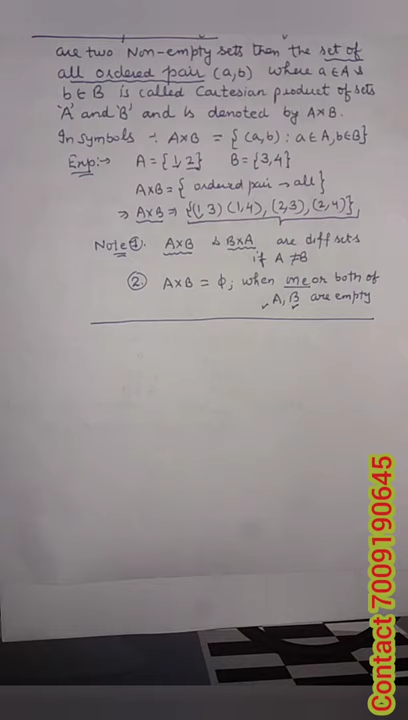 are two Non-empty sets then the set of
all ordered pair (a,b) where a∈A &
b∈B is called Cartesian product of sets
'A' and 'B' and is denoted by A×B.
In symbols :- A×B = {(a,b) : a∈A, b∈B}
Exp:→ A = {1,2} B = {3,4}
A×B = { ordered pair → all }
⇒ A×B ⇒ {(1,3) (1,4), (2,3), (2,4)},
Note ①. A×B & B×A are diff sets
if A ≠ B
②. A×B = φ; when one or both of
A, B are empty
Contact 7009190645